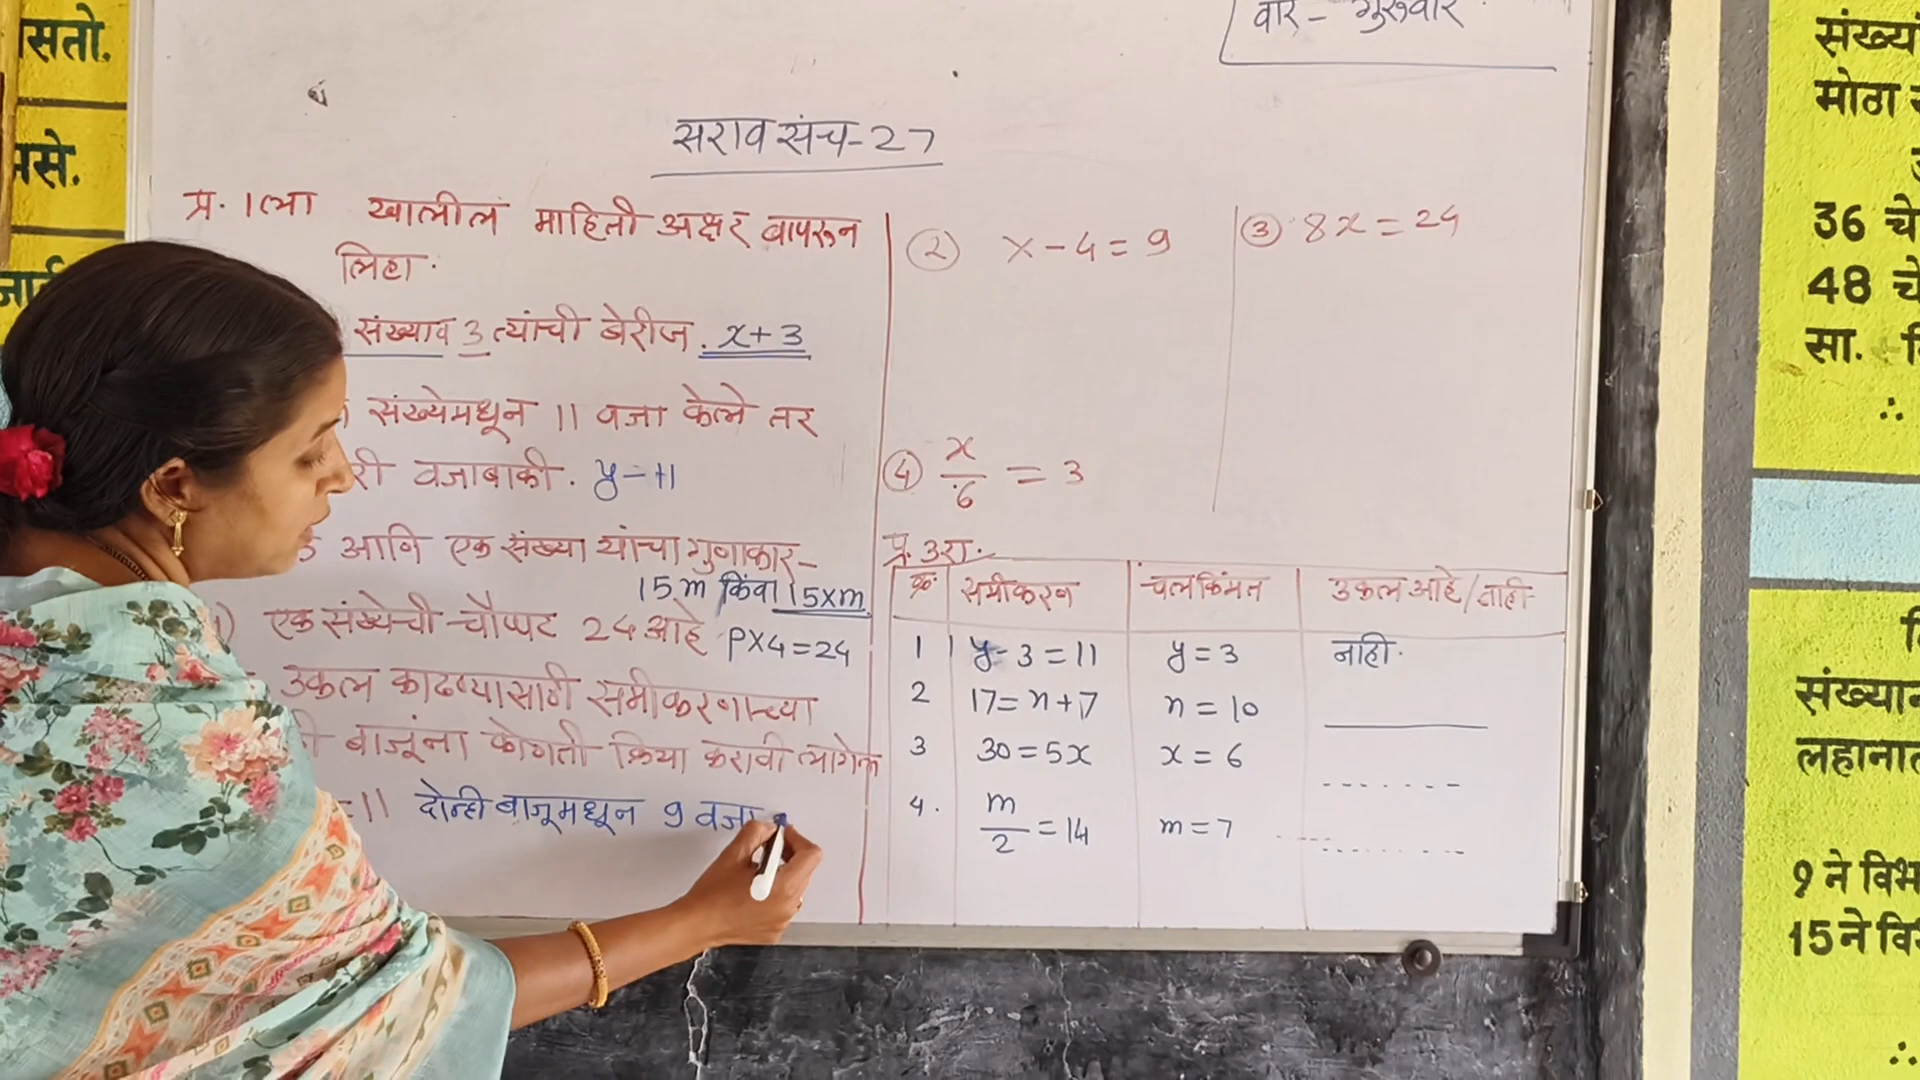 वार - गुरुवार
सराव संच-27
प्र. 1ला खालील माहिती अक्षर वापरून
लिहा.
संख्या व 3 त्यांची बेरीज. x+3
संख्येमधून 11 वजा केले तर
री वजाबाकी. y-11
आणि एक संख्या यांचा गुणाकार-
15m किंवा 15xm
एक संख्येची चौप्पट 24 आहे PX4=24
उकल काढण्यासाठी समीकरणाच्या
बाजूंना कोणती क्रिया करावी लागेल
=11 दोन्ही बाजूमधून 9 वजा
② x-4=9
③ 8x=24
④ x/6 = 3
प्र. 3रा.
क्र. समीकरण चलकिंमत उकल आहे/नाही
1 y-3=11 y=3 नाही.
2 17=n+7 n=10
3 30=5x x=6
4. m/2=14 m=7
सतो.
संख्या
मोठा
36 चे
48 चे
सा.
∴
संख्यान
लहानात
9 ने विभ
15 ने वि
∴